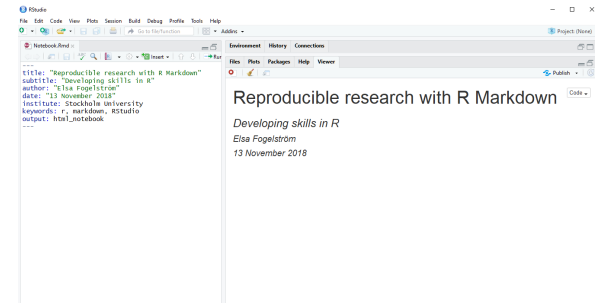 RStudio
File Edit Code View Plots Session Build Debug Profile Tools Help
Go to file/function Addins Project: (None)
Notebook.Rmd
Insert Run
---
title: "Reproducible research with R Markdown"
subtitle: "Developing skills in R"
author: "Elsa Fogelström"
date: "13 November 2018"
institute: Stockholm University
keywords: r, markdown, RStudio
output: html_notebook
---
Environment History Connections
Files Plots Packages Help Viewer
Publish
Code
Reproducible research with R Markdown
Developing skills in R
Elsa Fogelström
13 November 2018